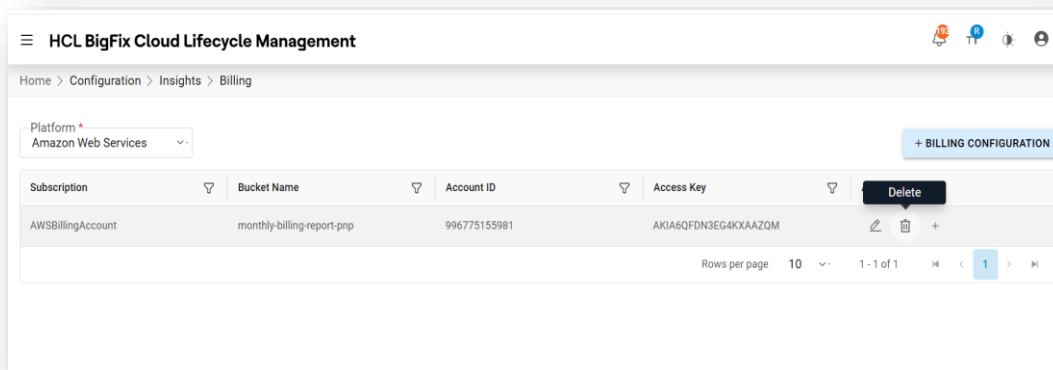 193
R
HCL BigFix Cloud Lifecycle Management
Home > Configuration > Insights > Billing
Platform *
Amazon Web Services
+ BILLING CONFIGURATION
Subscription Bucket Name Account ID Access Key
Delete
AWSBillingAccount monthly-billing-report-pnp 996775155981 AKIA6QFDN3EG4KXAAZQM
Rows per page 10 1 - 1 of 1 1